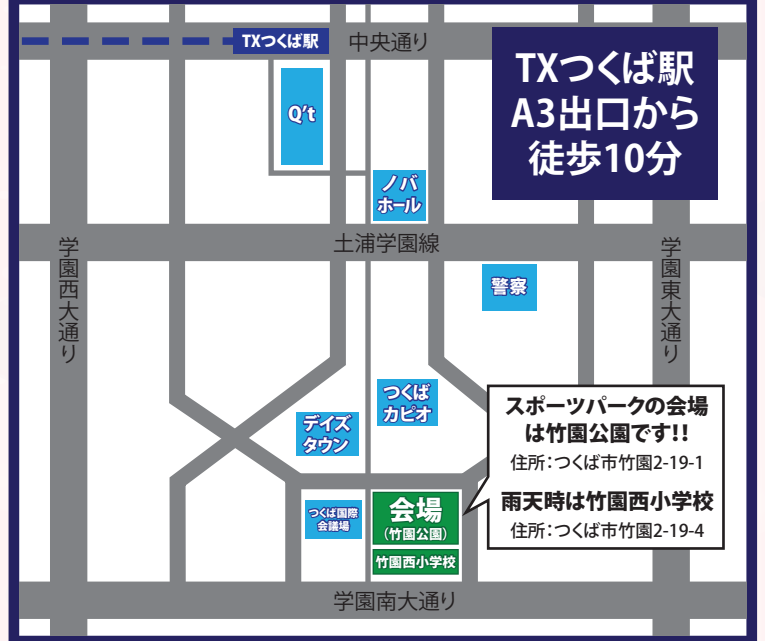 TXつくば駅
中央通り
TXつくば駅
A3出口から
徒歩10分
Q't
ノバ
ホール
土浦学園線
学園西大通り
学園東大通り
警察
つくば
カピオ
デイズ
タウン
スポーツパークの会場
は竹園公園です!!
住所:つくば市竹園2-19-1
雨天時は竹園西小学校
住所:つくば市竹園2-19-4
つくば国際
会議場
会場
(竹園公園)
竹園西小学校
学園南大通り